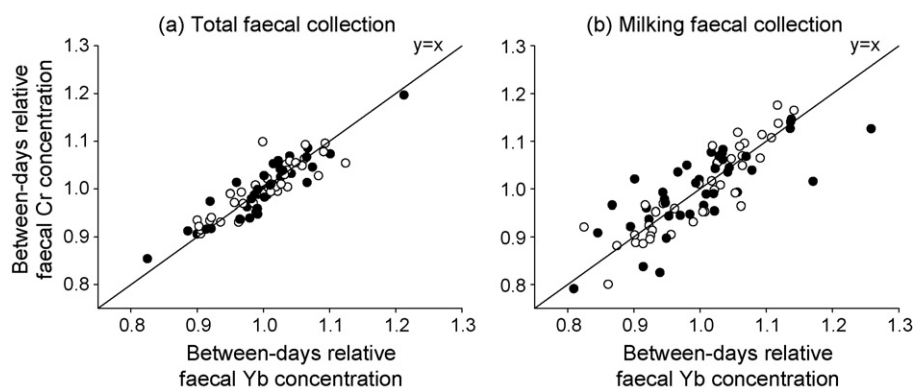 (a) Total faecal collection
(b) Milking faecal collection
y=x
y=x
Between-days relative
faecal Cr concentration
1.3
1.2
1.1
1.0
0.9
0.8
0.8
0.9
1.0
1.1
1.2
1.3
1.3
1.2
1.1
1.0
0.9
0.8
0.8
0.9
1.0
1.1
1.2
1.3
Between-days relative
faecal Yb concentration
Between-days relative
faecal Yb concentration